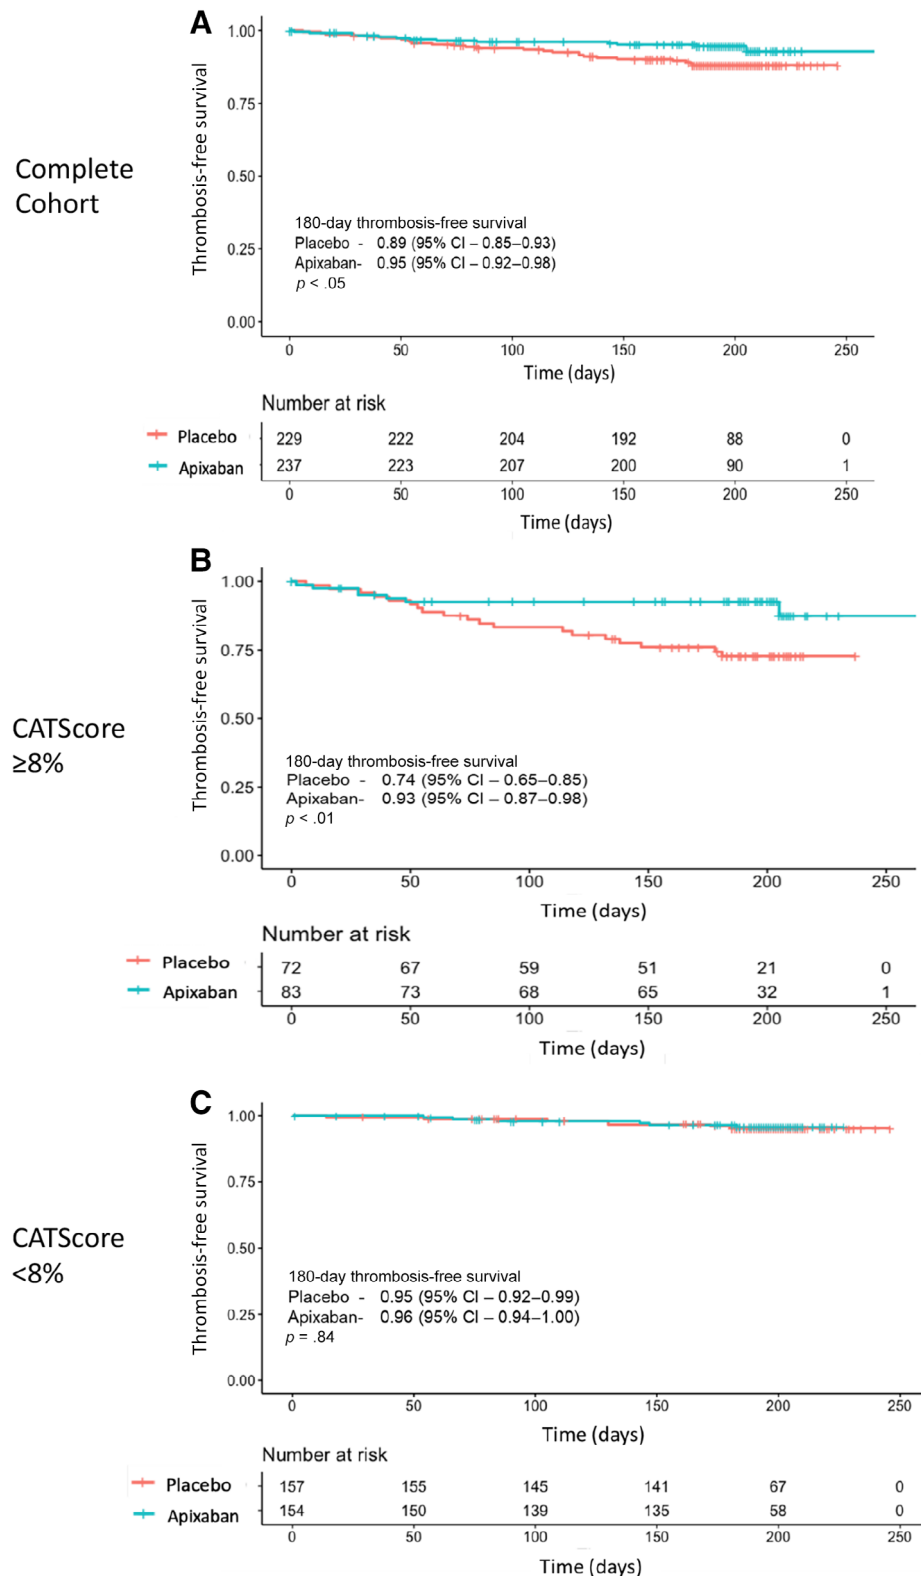 A
Complete
Cohort
Thrombosis-free survival
1.00
0.75
0.50
0.25
0.00
180-day thrombosis-free survival
Placebo - 0.89 (95% CI – 0.85–0.93)
Apixaban- 0.95 (95% CI – 0.92–0.98)
p < .05
0 50 100 150 200 250
Time (days)
Number at risk
Placebo 229 222 204 192 88 0
Apixaban 237 223 207 200 90 1
0 50 100 150 200 250
Time (days)
B
CATScore
≥8%
Thrombosis-free survival
1.00
0.75
0.50
0.25
0.00
180-day thrombosis-free survival
Placebo - 0.74 (95% CI – 0.65–0.85)
Apixaban- 0.93 (95% CI – 0.87–0.98)
p < .01
0 50 100 150 200 250
Time (days)
Number at risk
Placebo 72 67 59 51 21 0
Apixaban 83 73 68 65 32 1
0 50 100 150 200 250
Time (days)
C
CATScore
<8%
Thrombosis-free survival
1.00
0.75
0.50
0.25
0.00
180-day thrombosis-free survival
Placebo - 0.95 (95% CI – 0.92–0.99)
Apixaban- 0.96 (95% CI – 0.94–1.00)
p = .84
0 50 100 150 200 250
Time (days)
Number at risk
Placebo 157 155 145 141 67 0
Apixaban 154 150 139 135 58 0
0 50 100 150 200 250
Time (days)